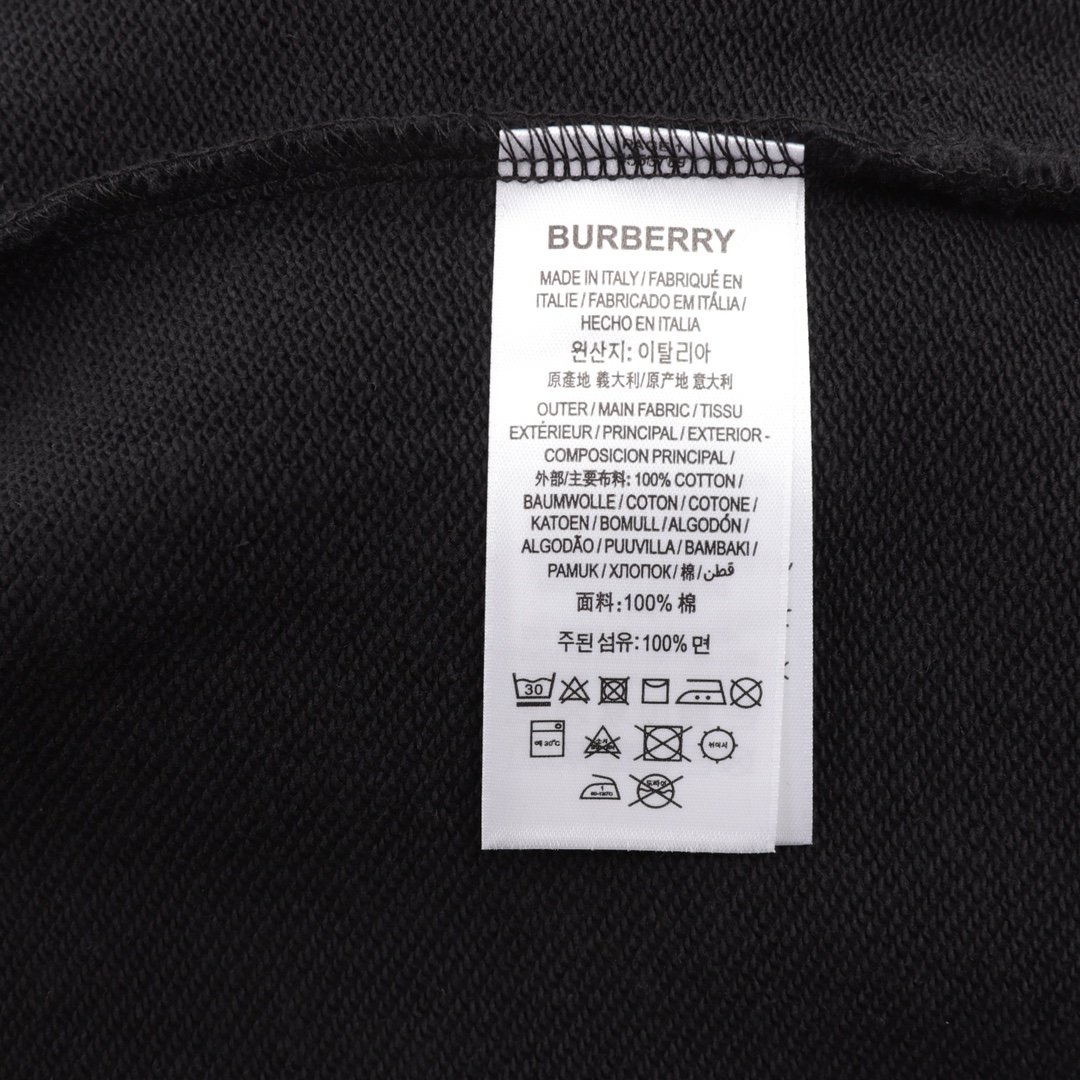 BURBERRY
MADE IN ITALY / FABRIQUÉ EN
ITALIE / FABRICADO EM ITÁLIA /
HECHO EN ITALIA
원산지: 이탈리아
原產地 義大利/原产地 意大利
OUTER / MAIN FABRIC / TISSU
EXTÉRIEUR / PRINCIPAL / EXTERIOR -
COMPOSICION PRINCIPAL /
外部/主要布料: 100% COTTON /
BAUMWOLLE / COTON / COTONE /
KATOEN / BOMULL / ALGODÓN /
ALGODÃO / PUUVILLA / BAMBAKI /
PAMUK / ХЛОПОК / 棉 / قطن
面料:100% 棉
주된 섬유:100% 면
30